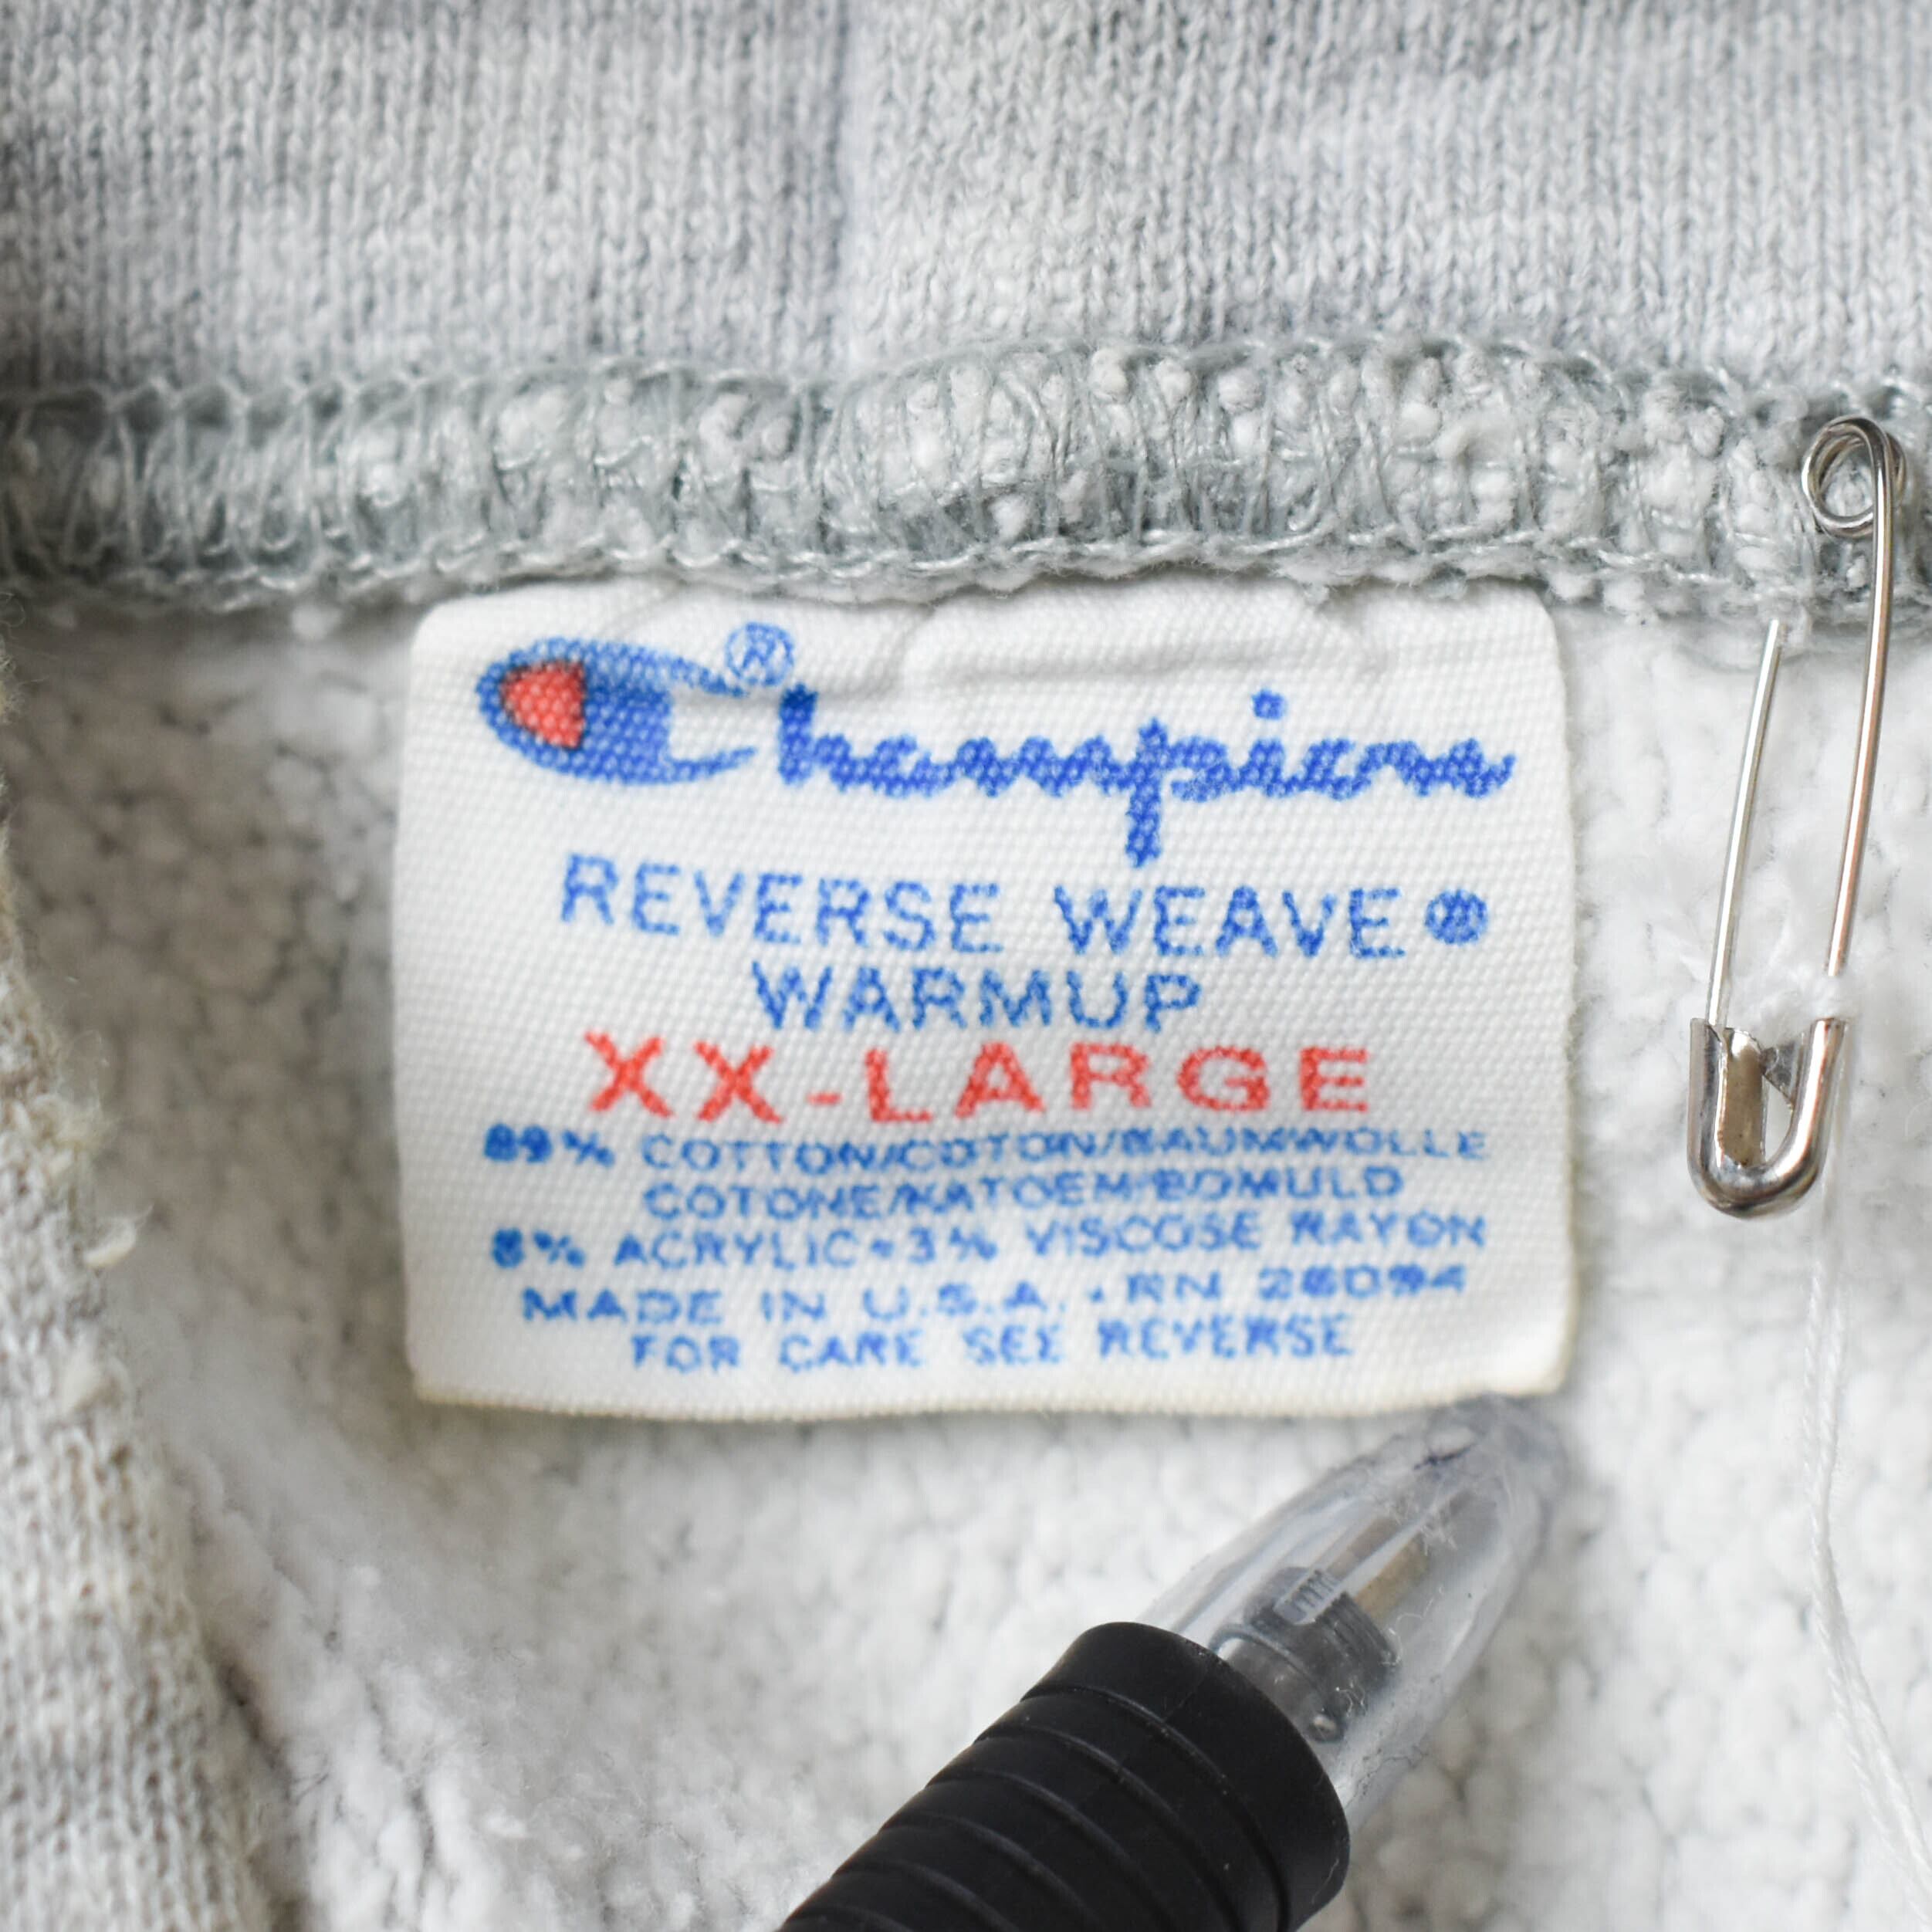 Champion®
REVERSE WEAVE®
WARMUP
XX-LARGE
89% COTTON/COTON/BAUMWOLLE
COTONE/KATOEM/BOMULD
8% ACRYLIC•3% VISCOSE RAYON
MADE IN U.S.A. • RN 26094
FOR CARE SEE REVERSE